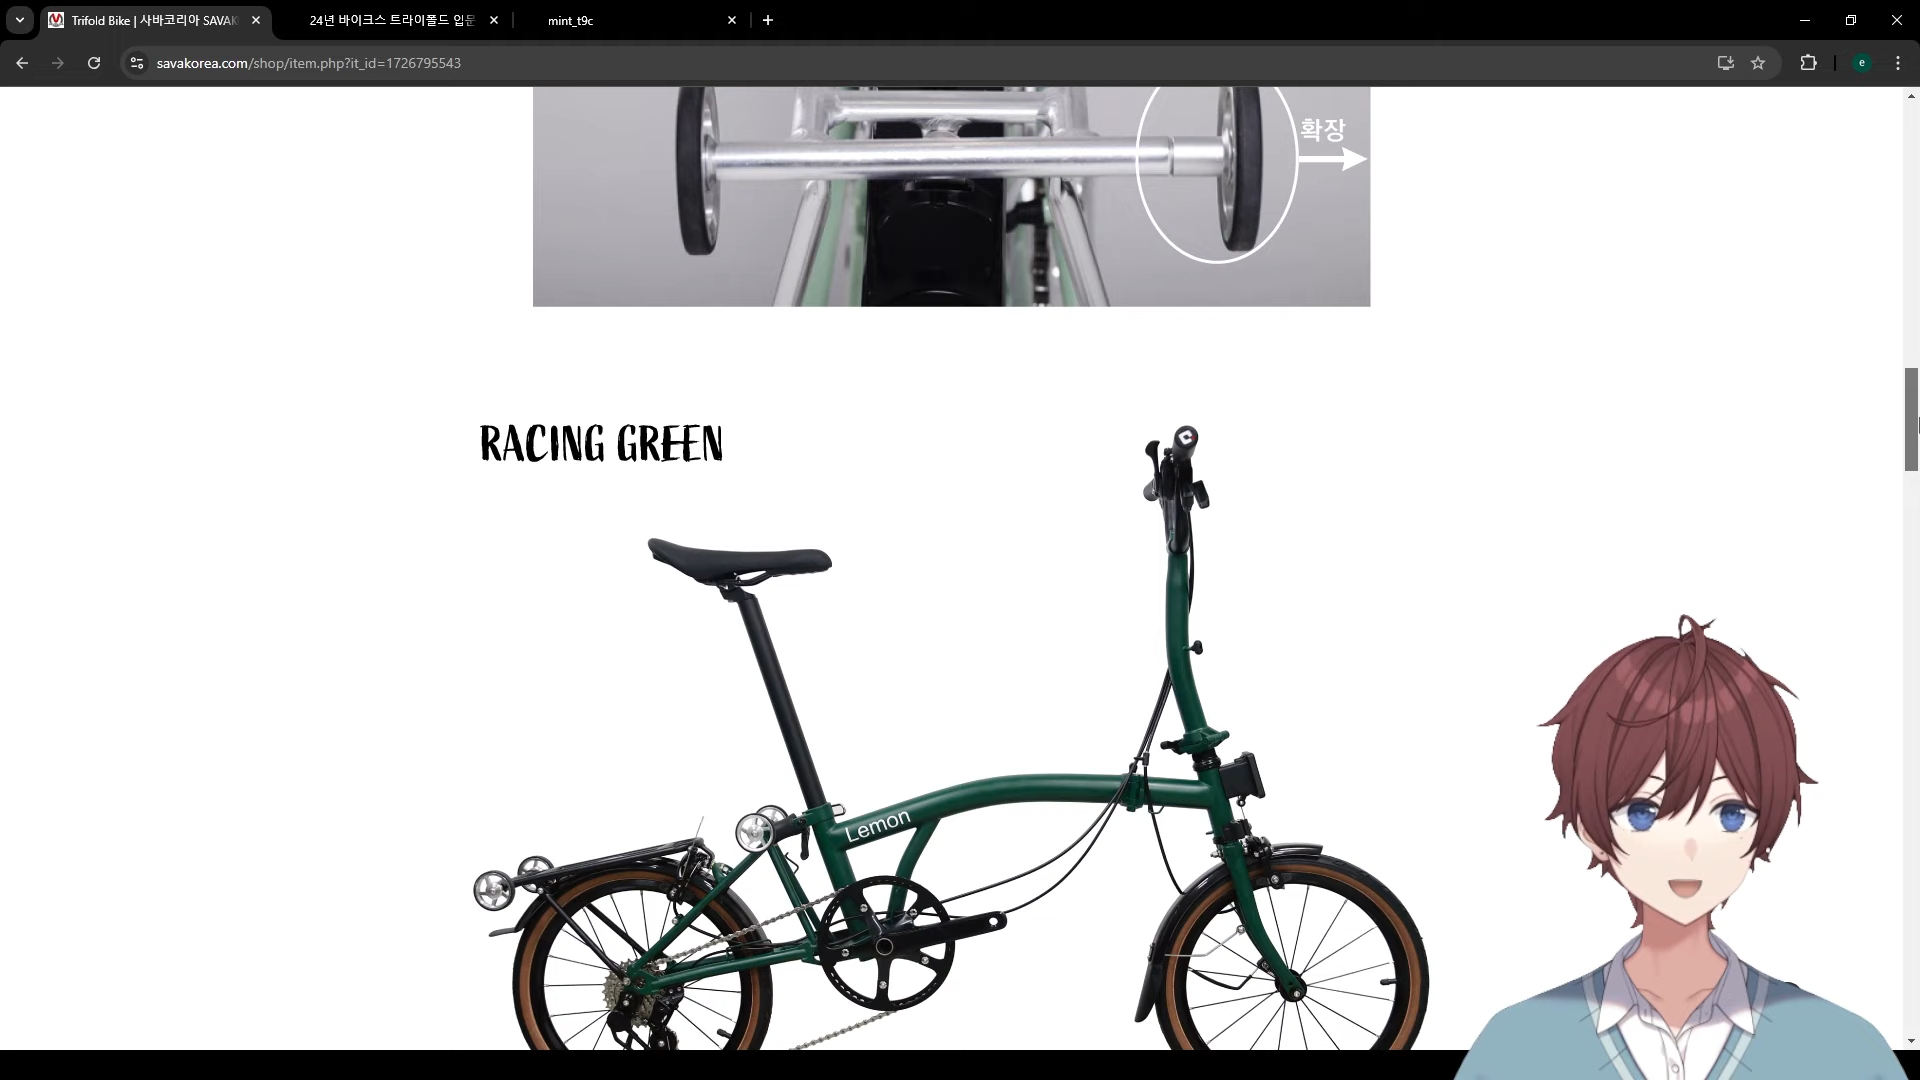 Trifold Bike | 사바코리아 SAVAK
24년 바이크스 트라이폴드 입문
mint_t9c
savakorea.com/shop/item.php?it_id=1726795543
e
확장
RACING GREEN
Lemon